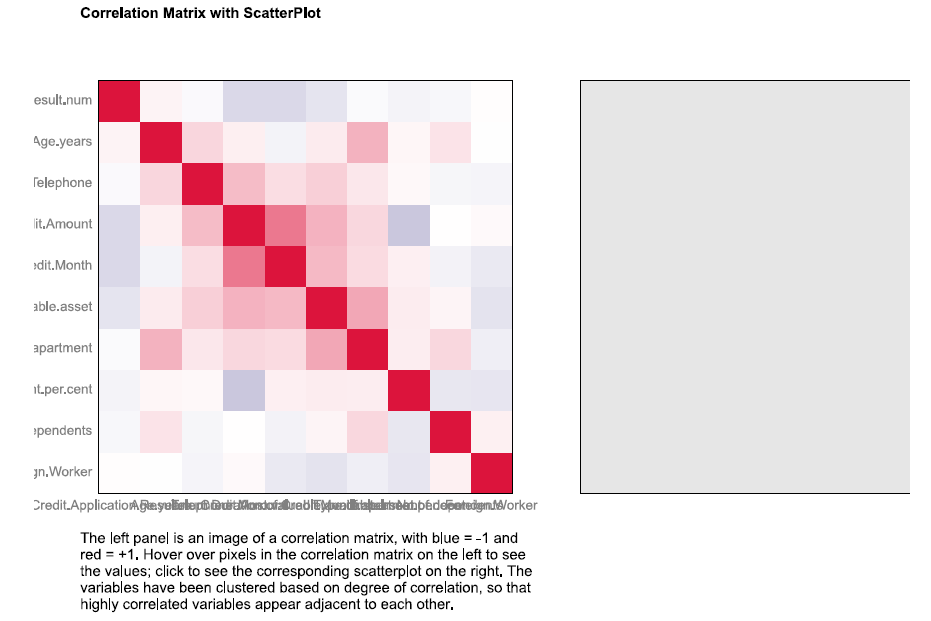 Correlation Matrix with ScatterPlot
esult.num
Age.years
Telephone
it.Amount
edit.Month
able.asset
apartment
nt.per.cent
ependents
gn.Worker
Credit.Application
Worker
The left panel is an image of a correlation matrix, with blue = -1 and
red = +1. Hover over pixels in the correlation matrix on the left to see
the values; click to see the corresponding scatterplot on the right. The
variables have been clustered based on degree of correlation, so that
highly correlated variables appear adjacent to each other.